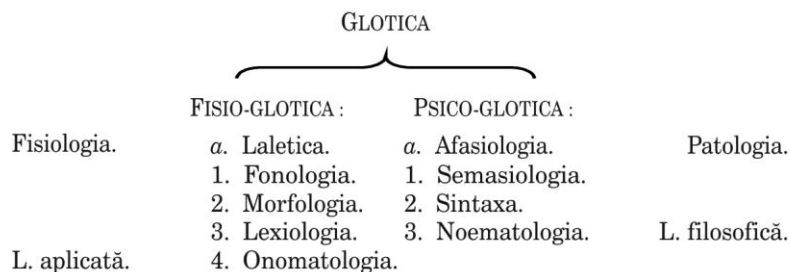 GLOTICA
FISIO-GLOTICA : PSICO-GLOTICA :
Fisiologia. a. Laletica. a. Afasiologia. Patologia.
1. Fonologia. 1. Semasiologia.
2. Morfologia. 2. Sintaxa.
3. Lexiologia. 3. Noematologia. L. filosofică.
L. aplicată. 4. Onomatologia.